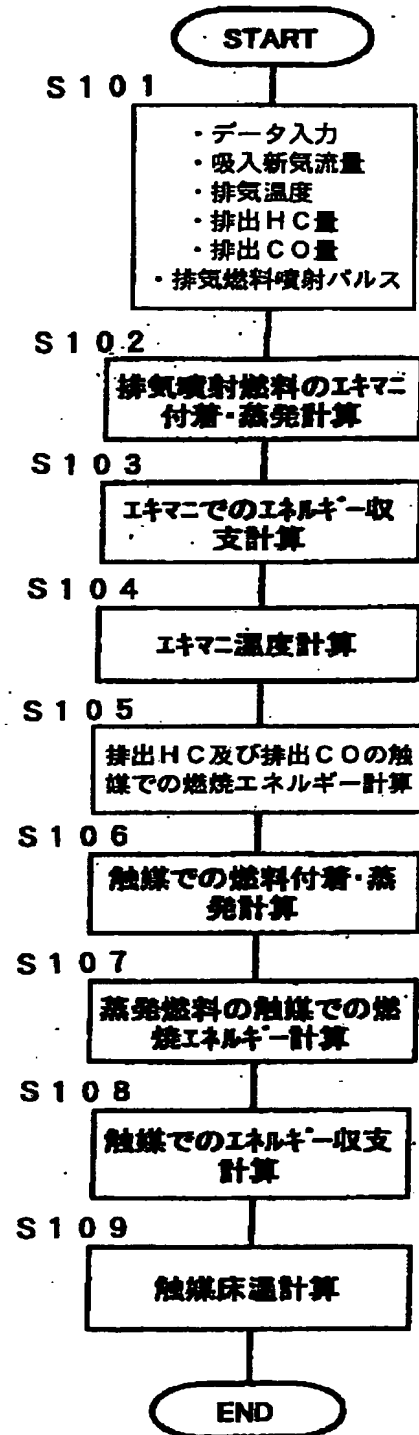 START
S101
・データ入力
・吸入新気流量
・排気温度
・排出HC量
・排出CO量
・排気燃料噴射パルス
S102
排気噴射燃料のエキマニ
付着・蒸発計算
S103
エキマニでのエネルギー収
支計算
S104
エキマニ温度計算
S105
排出HC及び排出COの触
媒での燃焼エネルギー計算
S106
触媒での燃料付着・蒸
発計算
S107
蒸発燃料の触媒での燃
焼エネルギー計算
S108
触媒でのエネルギー収支
計算
S109
触媒床温計算
END